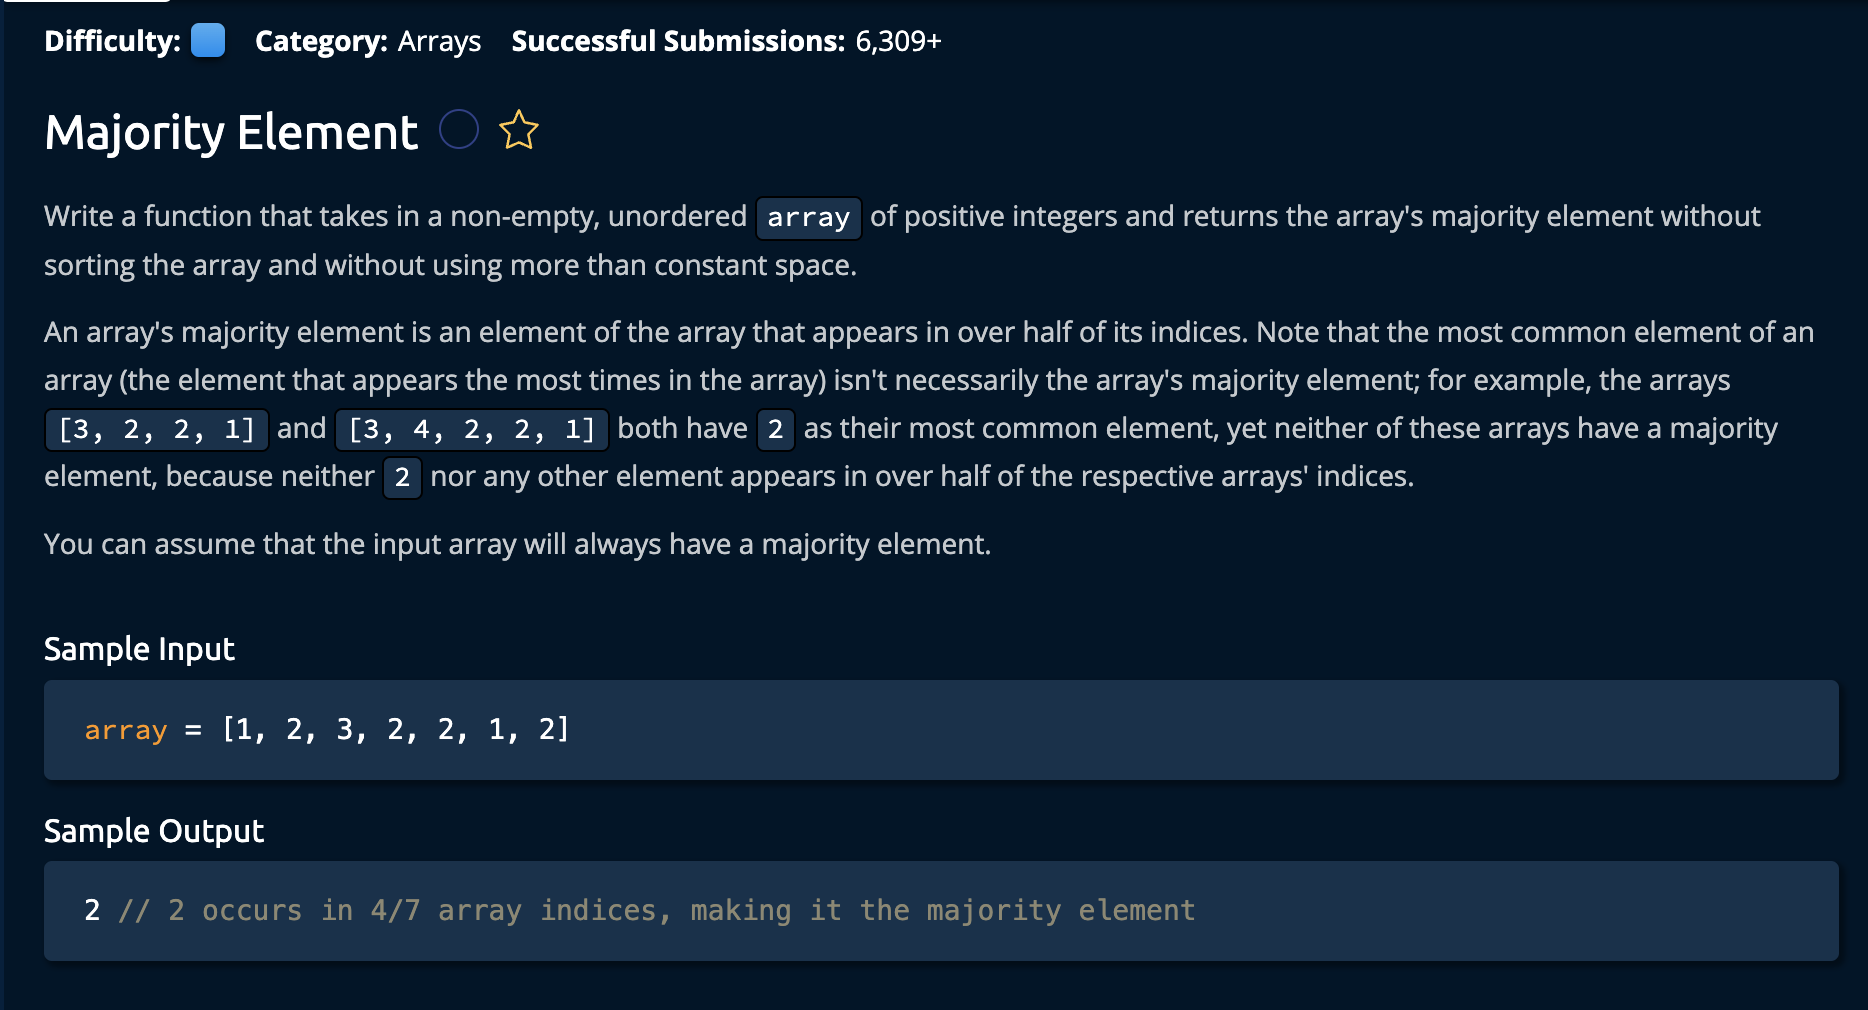 Difficulty: Category: Arrays Successful Submissions: 6,309+
Majority Element
Write a function that takes in a non-empty, unordered array of positive integers and returns the array's majority element without
sorting the array and without using more than constant space.
An array's majority element is an element of the array that appears in over half of its indices. Note that the most common element of an
array (the element that appears the most times in the array) isn't necessarily the array's majority element; for example, the arrays
[3, 2, 2, 1] and [3, 4, 2, 2, 1] both have 2 as their most common element, yet neither of these arrays have a majority
element, because neither 2 nor any other element appears in over half of the respective arrays' indices.
You can assume that the input array will always have a majority element.
Sample Input
array = [1, 2, 3, 2, 2, 1, 2]
Sample Output
2 // 2 occurs in 4/7 array indices, making it the majority element